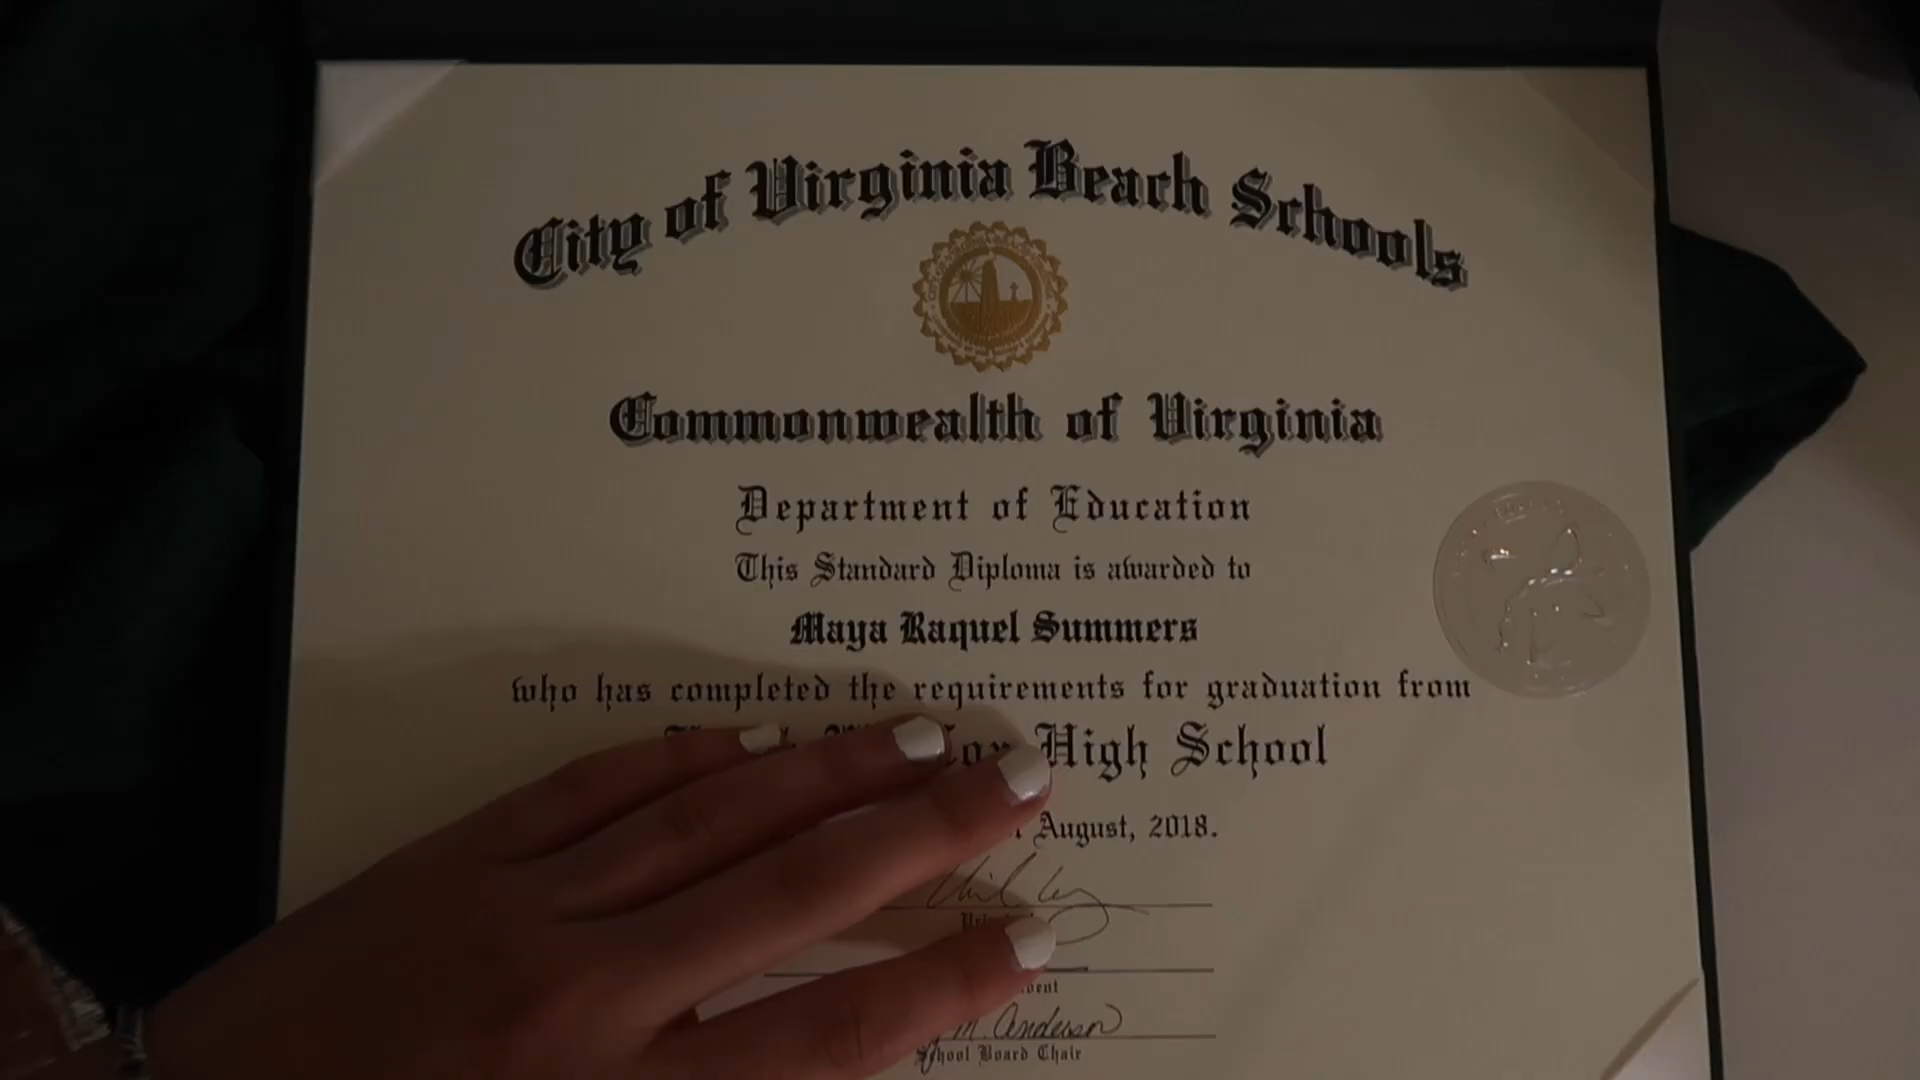 City of Virginia Beach Schools
Commonwealth of Virginia
Department of Education
This Standard Diploma is awarded to
Maya Raquel Summers
who has completed the requirements for graduation from
High School
August, 2018.
M. Anderson
School Board Chair